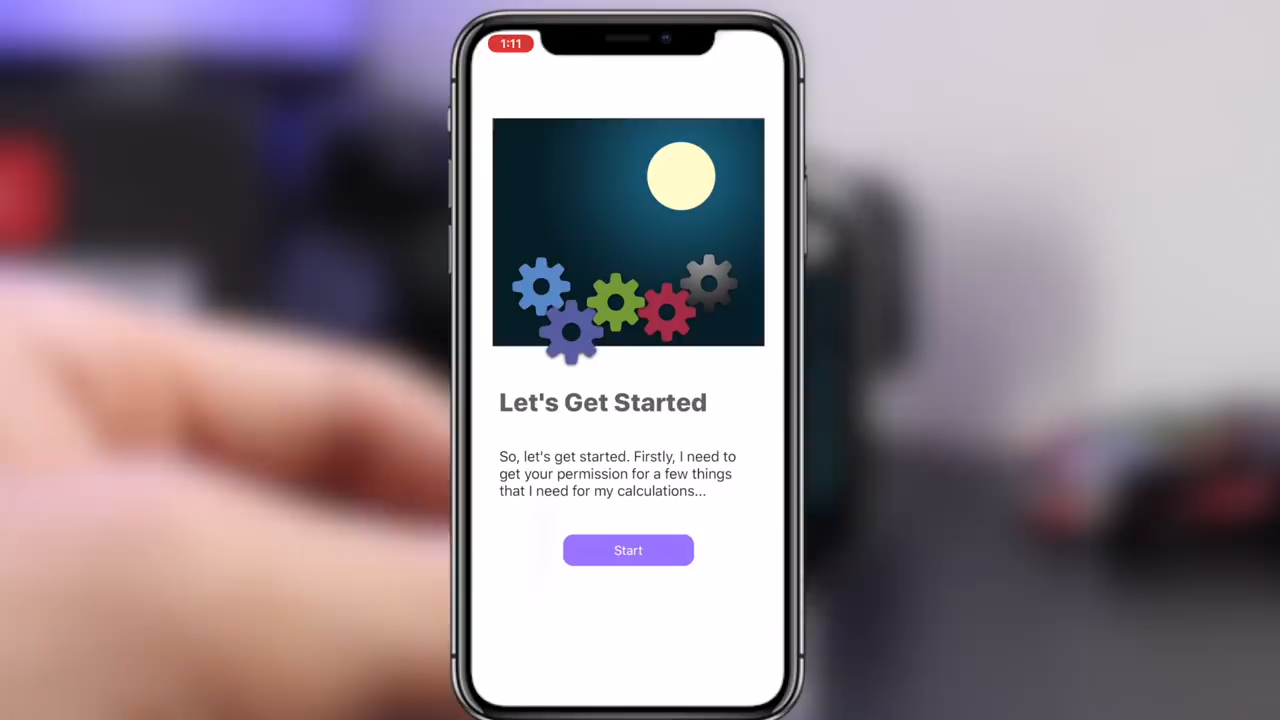 1:11
Let's Get Started
So, let's get started. Firstly, I need to
get your permission for a few things
that I need for my calculations...
Start